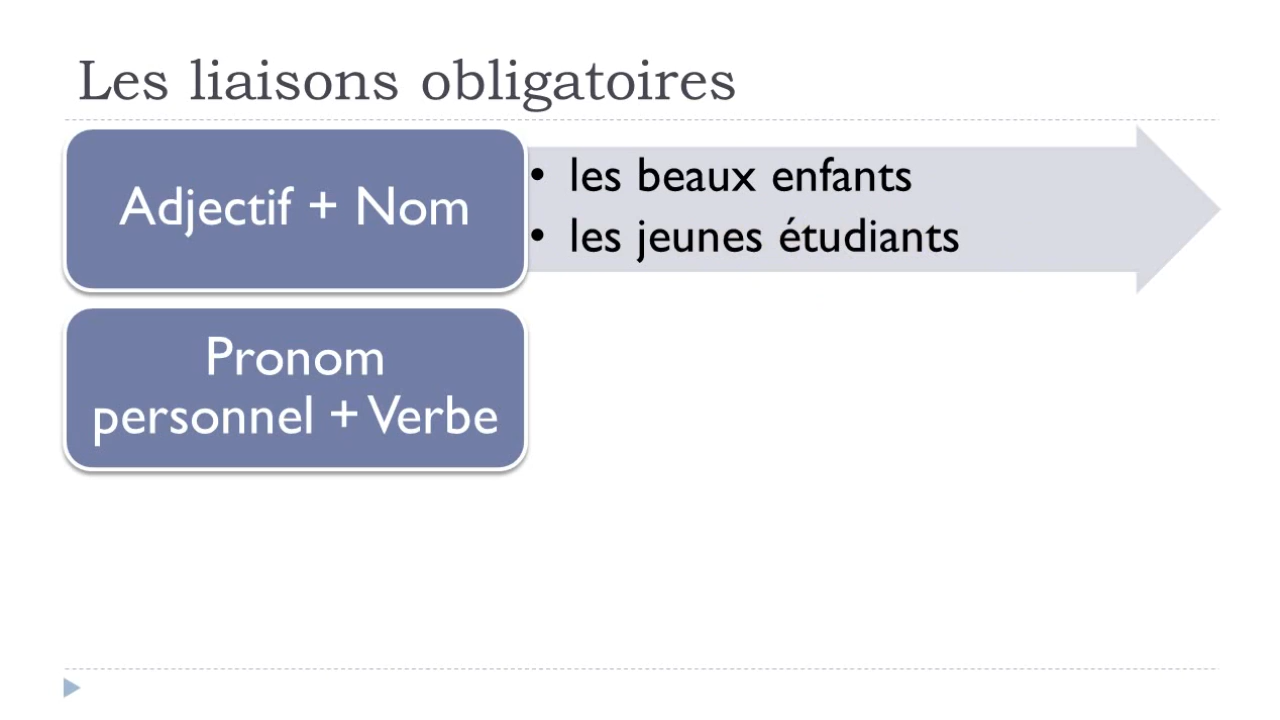 Les liaisons obligatoires
Adjectif + Nom
• les beaux enfants
• les jeunes étudiants
Pronom
personnel + Verbe